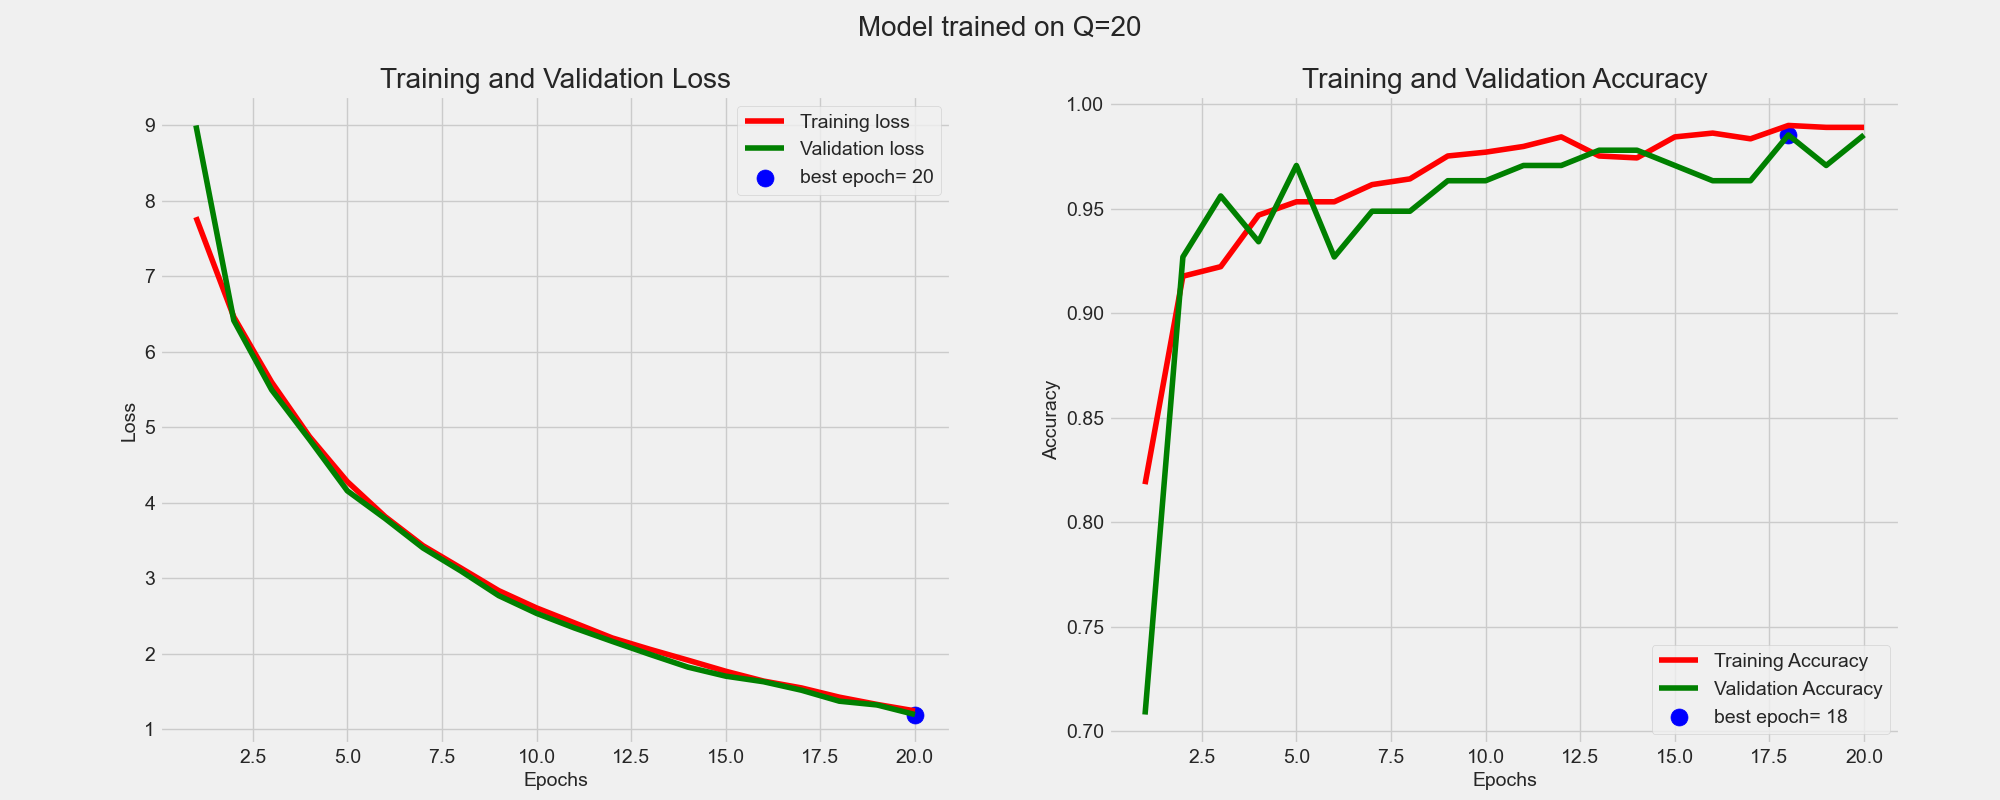 Model trained on Q=20
Training and Validation Loss
9
8
7
6
5
4
3
2
1
Loss
2.5 5.0 7.5 10.0 12.5 15.0 17.5 20.0
Epochs
Training loss
Validation loss
best epoch= 20
Training and Validation Accuracy
1.00
0.95
0.90
0.85
0.80
0.75
0.70
Accuracy
2.5 5.0 7.5 10.0 12.5 15.0 17.5 20.0
Epochs
Training Accuracy
Validation Accuracy
best epoch= 18